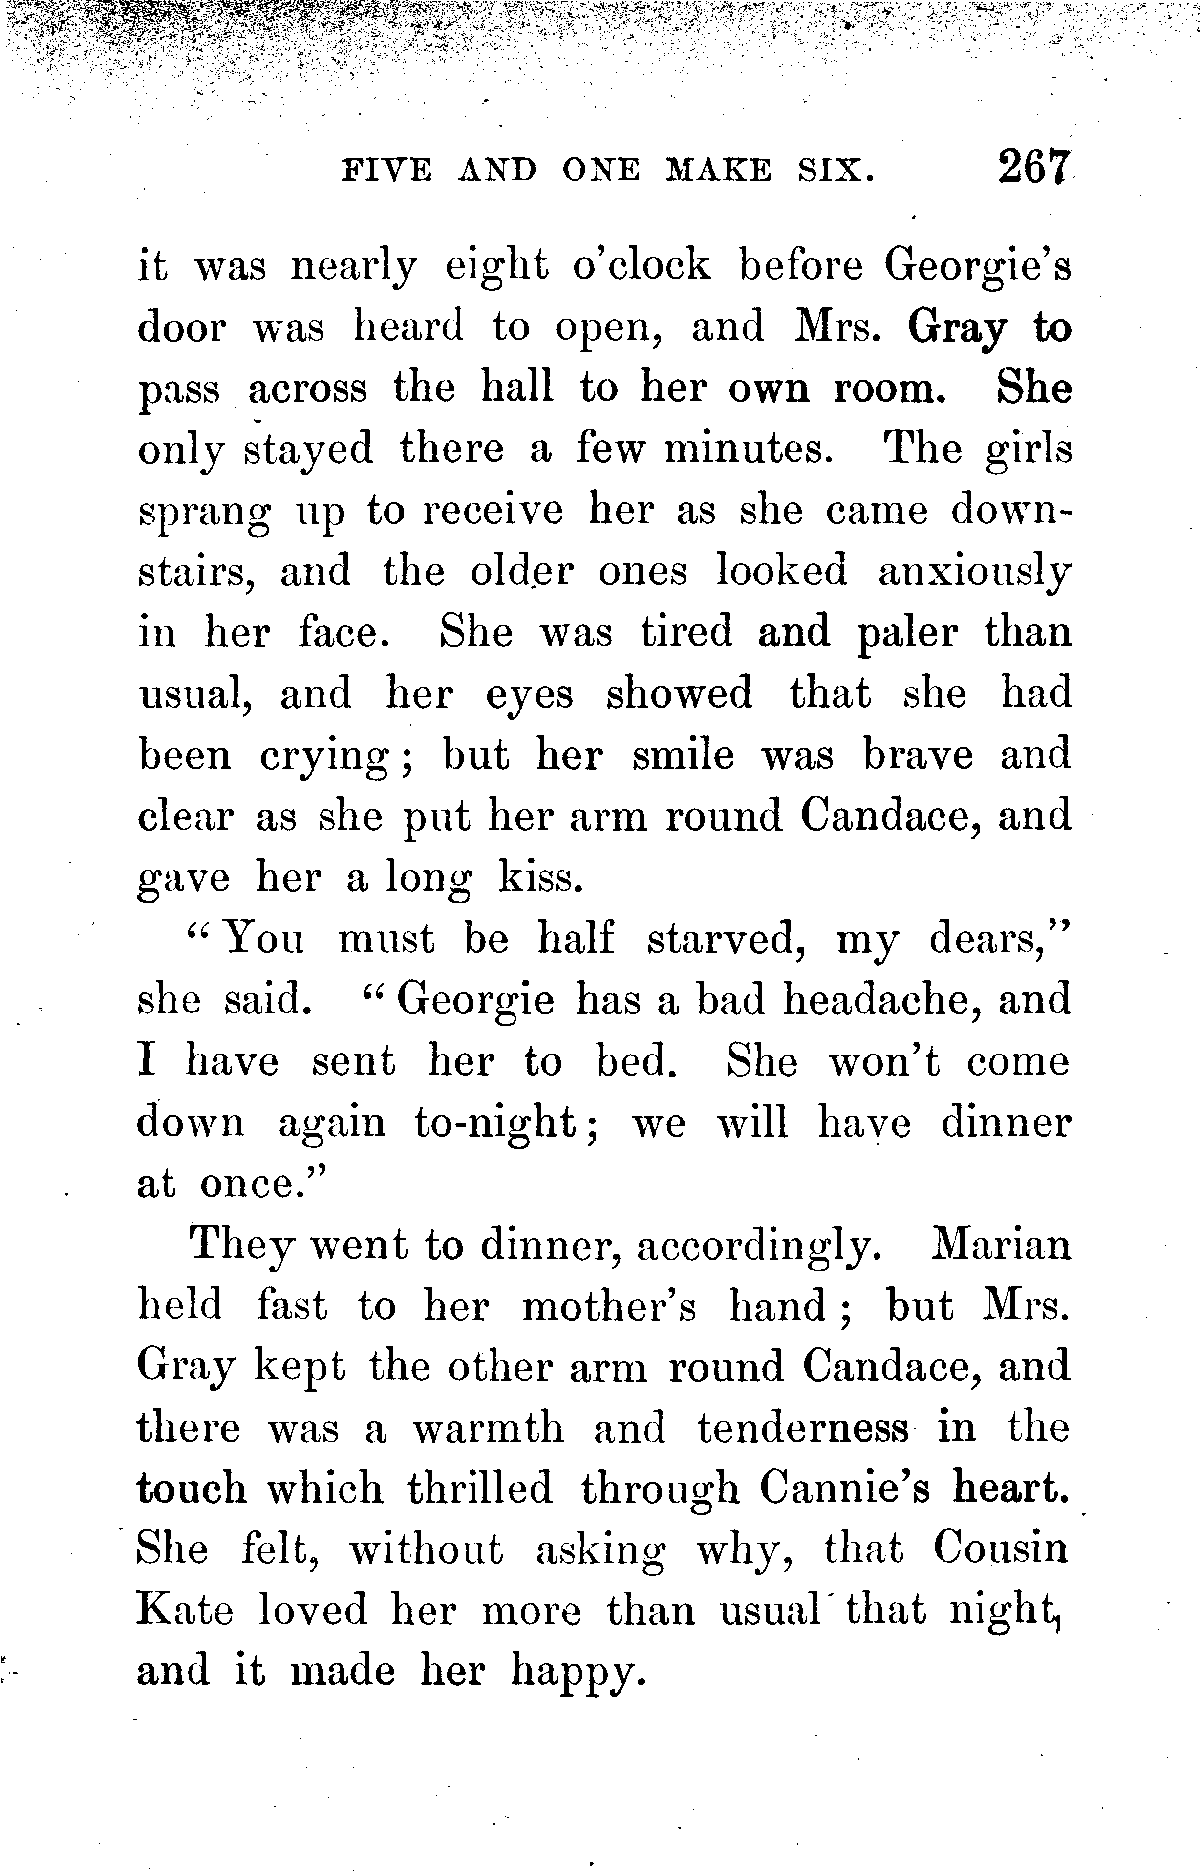 FIVE AND ONE MAKE SIX. 267
it was nearly eight o'clock before Georgie's
door was heard to open, and Mrs. Gray to
pass across the hall to her own room. She
only stayed there a few minutes. The girls
sprang up to receive her as she came down-
stairs, and the older ones looked anxiously
in her face. She was tired and paler than
usual, and her eyes showed that she had
been crying; but her smile was brave and
clear as she put her arm round Candace, and
gave her a long kiss.
"You must be half starved, my dears,"
she said. "Georgie has a bad headache, and
I have sent her to bed. She won't come
down again to-night; we will have dinner
at once."
They went to dinner, accordingly. Marian
held fast to her mother's hand; but Mrs.
Gray kept the other arm round Candace, and
there was a warmth and tenderness in the
touch which thrilled through Cannie's heart.
She felt, without asking why, that Cousin
Kate loved her more than usual that night,
and it made her happy.